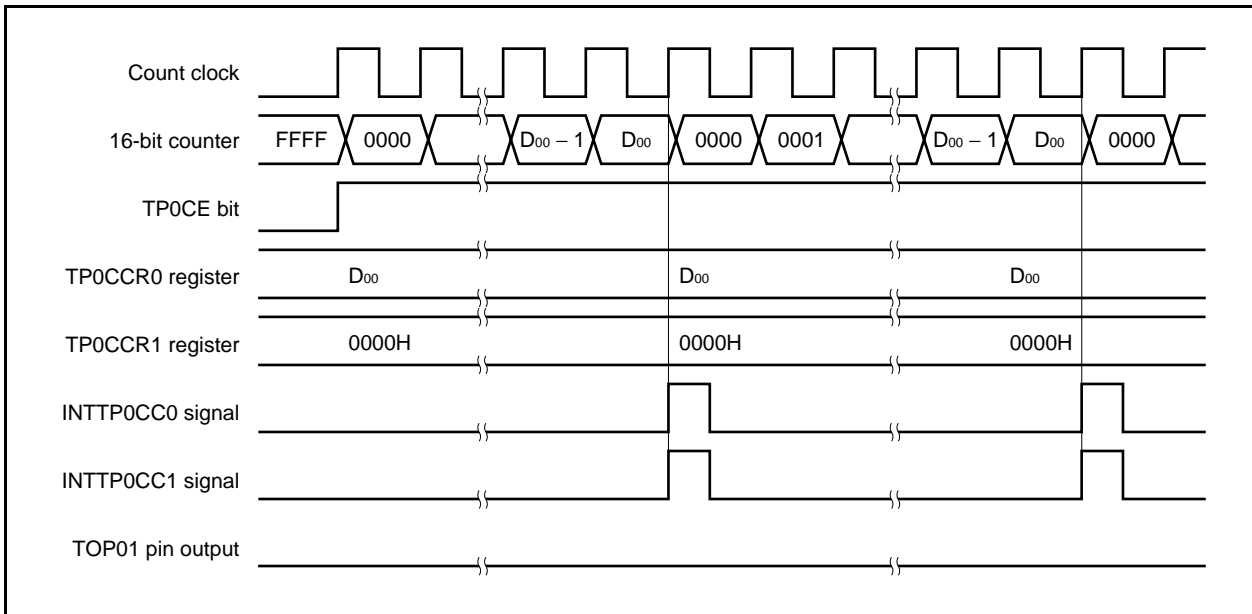 Count clock
16-bit counter FFFF 0000 D00 − 1 D00 0000 0001 D00 − 1 D00 0000
TP0CE bit
TP0CCR0 register D00 D00 D00
TP0CCR1 register 0000H 0000H 0000H
INTTP0CC0 signal
INTTP0CC1 signal
TOP01 pin output